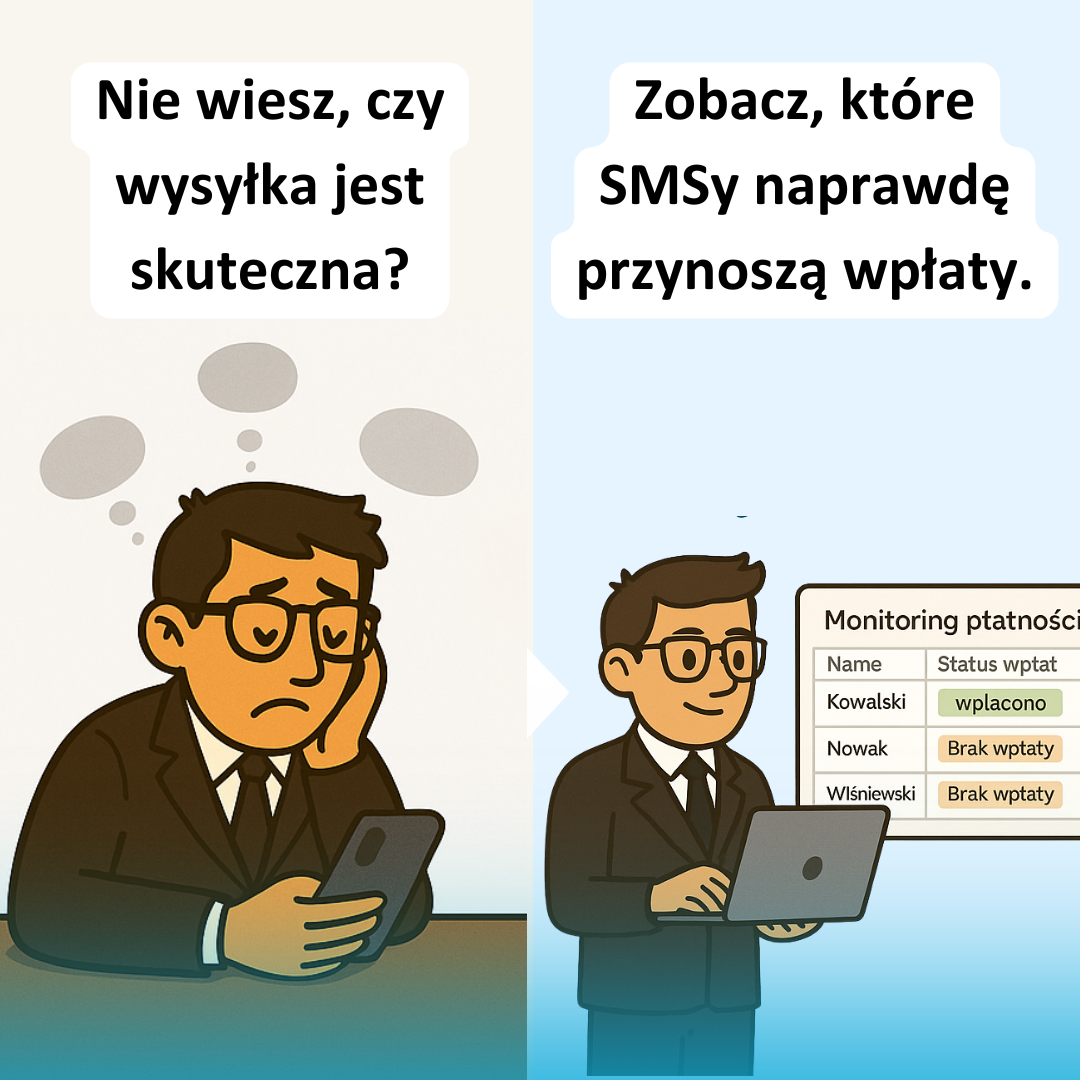 Nie wiesz, czy
wysyłka jest
skuteczna?
Zobacz, które
SMSy naprawdę
przynoszą wpłaty.
Monitoring ptatności
Name Status wptat
Kowalski wplacono
Nowak Brak wptaty
WIśniewski Brak wptaty